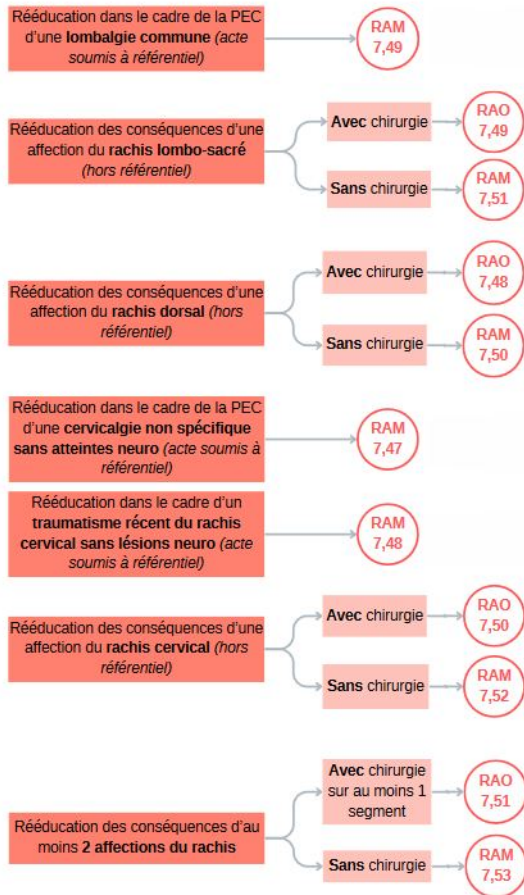 Rééducation dans le cadre de la PEC
d'une lombalgie commune (acte
soumis à référentiel)
RAM
7,49
Rééducation des conséquences d'une
affection du rachis lombo-sacré
(hors référentiel)
Avec chirurgie
RAO
7,49
Sans chirurgie
RAM
7,51
Rééducation des conséquences d'une
affection du rachis dorsal (hors
référentiel)
Avec chirurgie
RAO
7,48
Sans chirurgie
RAM
7,50
Rééducation dans le cadre de la PEC
d'une cervicalgie non spécifique
sans atteintes neuro (acte soumis à
référentiel)
RAM
7,47
Rééducation dans le cadre d'un
traumatisme récent du rachis
cervical sans lésions neuro (acte
soumis à référentiel)
RAM
7,48
Rééducation des conséquences d'une
affection du rachis cervical (hors
référentiel)
Avec chirurgie
RAO
7,50
Sans chirurgie
RAM
7,52
Rééducation des conséquences d'au
moins 2 affections du rachis
Avec chirurgie
sur au moins 1
segment
RAO
7,51
Sans chirurgie
RAM
7,53